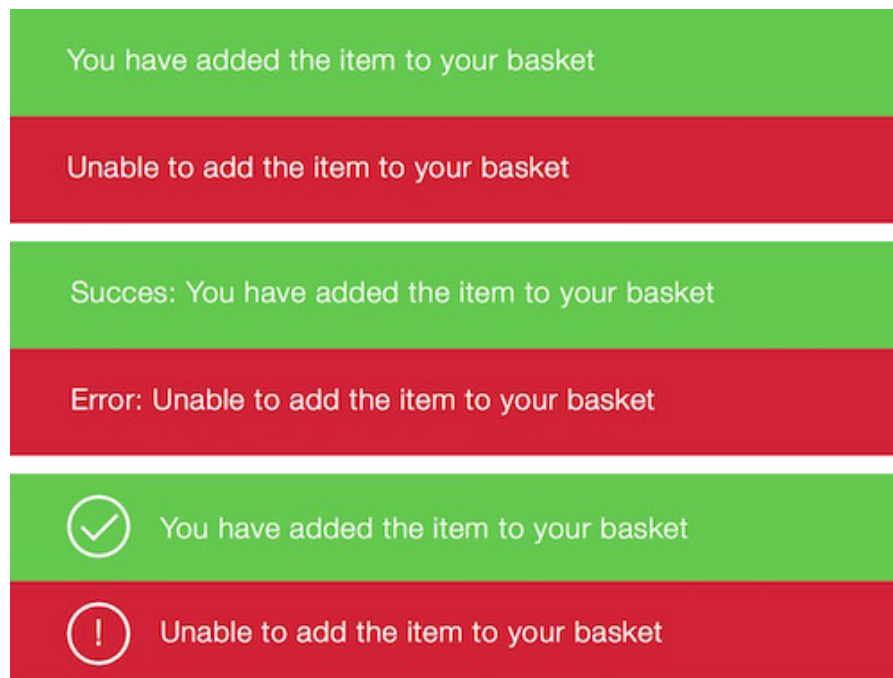 You have added the item to your basket
Unable to add the item to your basket
Succes: You have added the item to your basket
Error: Unable to add the item to your basket
You have added the item to your basket
! Unable to add the item to your basket